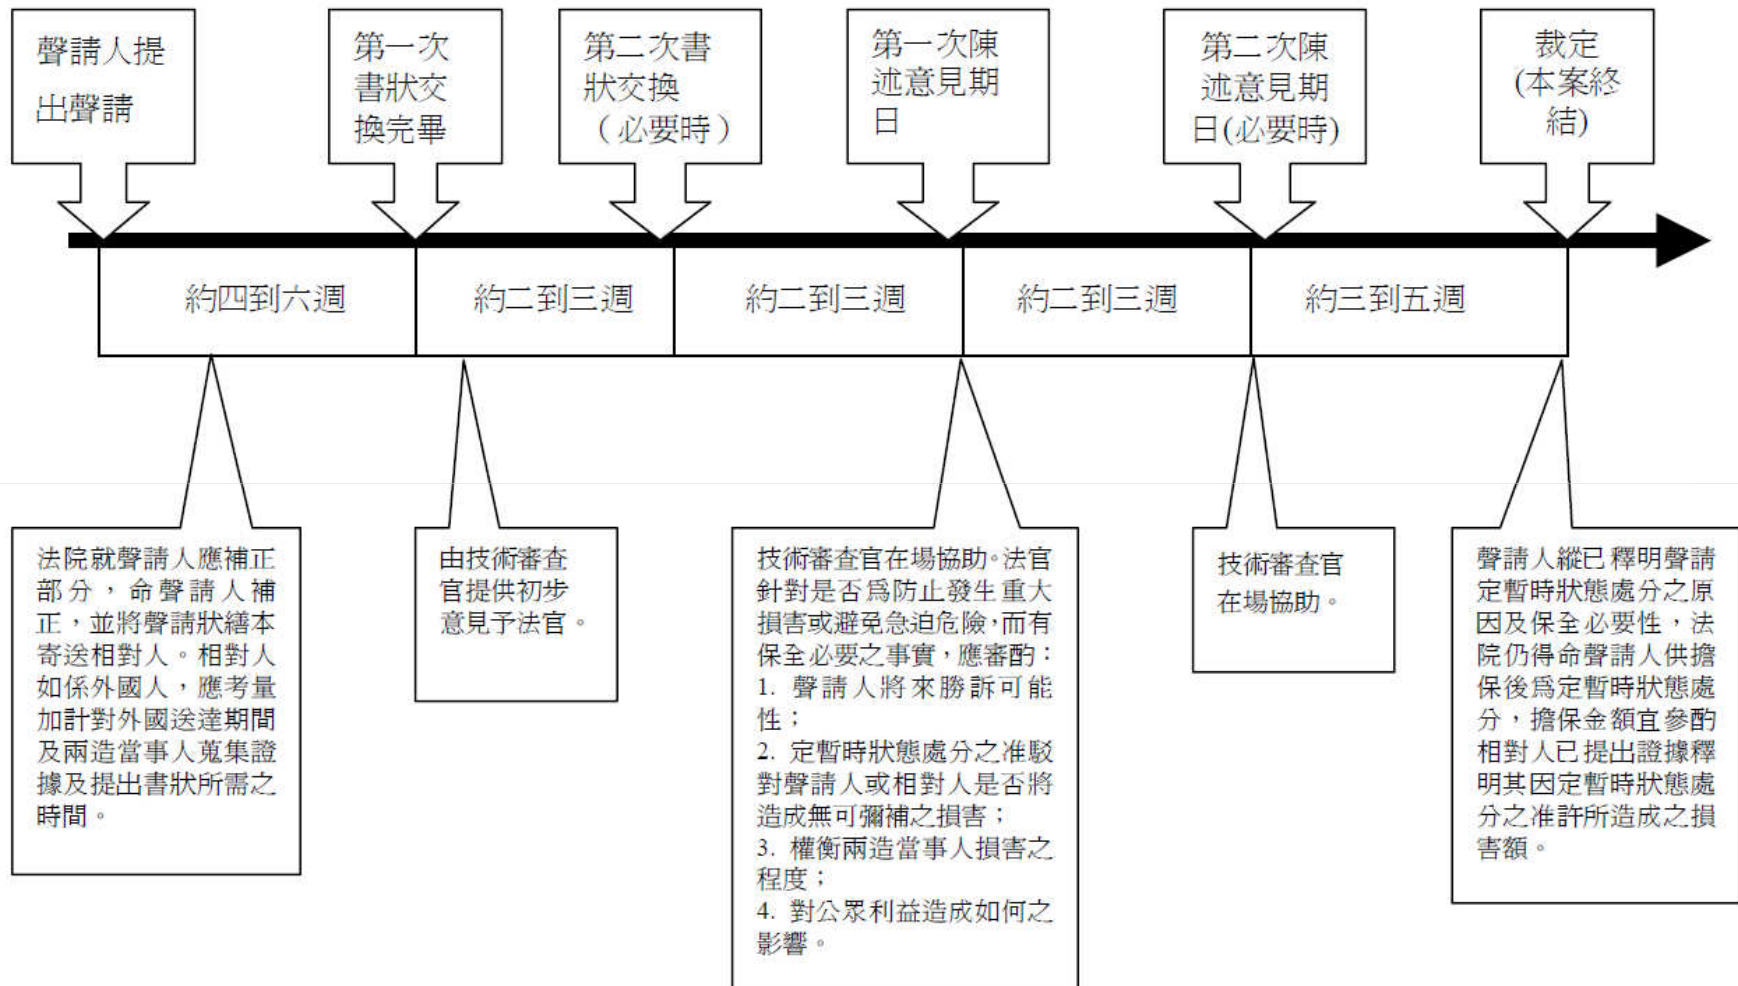 聲請人提
出聲請
第一次
書狀交
換完畢
第二次書
狀交換
（必要時）
第一次陳
述意見期
日
第二次陳
述意見期
日(必要時)
裁定
(本案終
結)
約四到六週
約二到三週
約二到三週
約二到三週
約三到五週
法院就聲請人應補正
部分，命聲請人補
正，並將聲請狀繕本
寄送相對人。相對人
如係外國人，應考量
加計對外國送達期間
及兩造當事人蒐集證
據及提出書狀所需之
時間。
由技術審查
官提供初步
意見予法官。
技術審查官在場協助。法官
針對是否為防止發生重大
損害或避免急迫危險，而有
保全必要之事實，應審酌：
1. 聲請人將來勝訴可能
性；
2. 定暫時狀態處分之准駁
對聲請人或相對人是否將
造成無可彌補之損害；
3. 權衡兩造當事人損害之
程度；
4. 對公眾利益造成如何之
影響。
技術審查官
在場協助。
聲請人縱已釋明聲請
定暫時狀態處分之原
因及保全必要性，法
院仍得命聲請人供擔
保後為定暫時狀態處
分，擔保金額宜參酌
相對人已提出證據釋
明其因定暫時狀態處
分之准許所造成之損
害額。